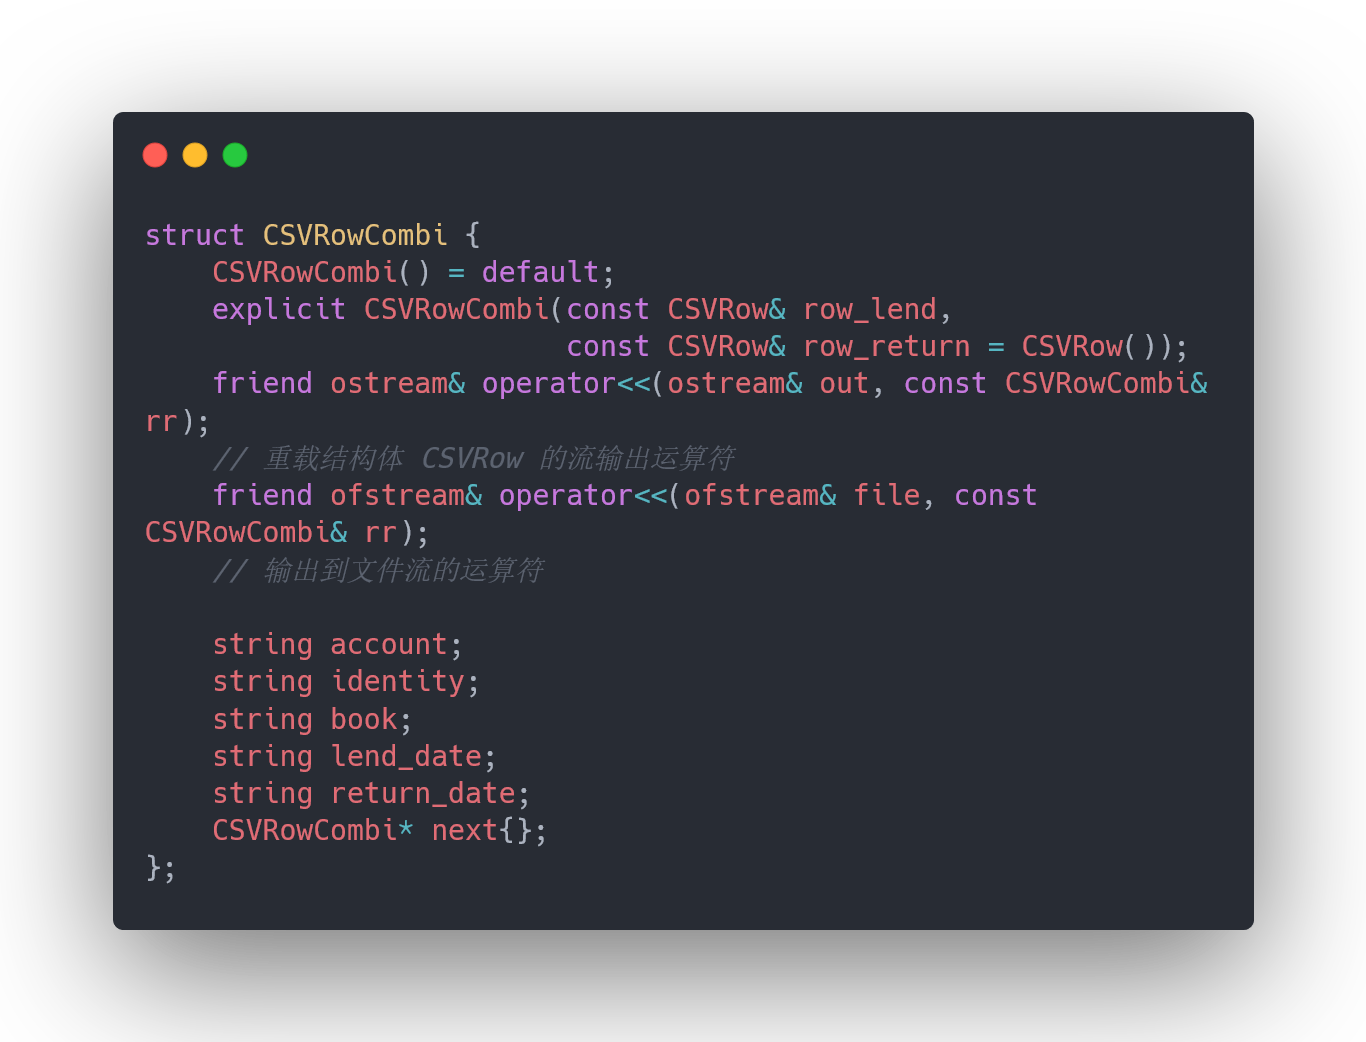 struct CSVRowCombi {
    CSVRowCombi() = default;
    explicit CSVRowCombi(const CSVRow& row_lend,
                         const CSVRow& row_return = CSVRow());
    friend ostream& operator<<(ostream& out, const CSVRowCombi&
rr);
    // 重载结构体 CSVRow 的流输出运算符
    friend ofstream& operator<<(ofstream& file, const
CSVRowCombi& rr);
    // 输出到文件流的运算符

    string account;
    string identity;
    string book;
    string lend_date;
    string return_date;
    CSVRowCombi* next{};
};